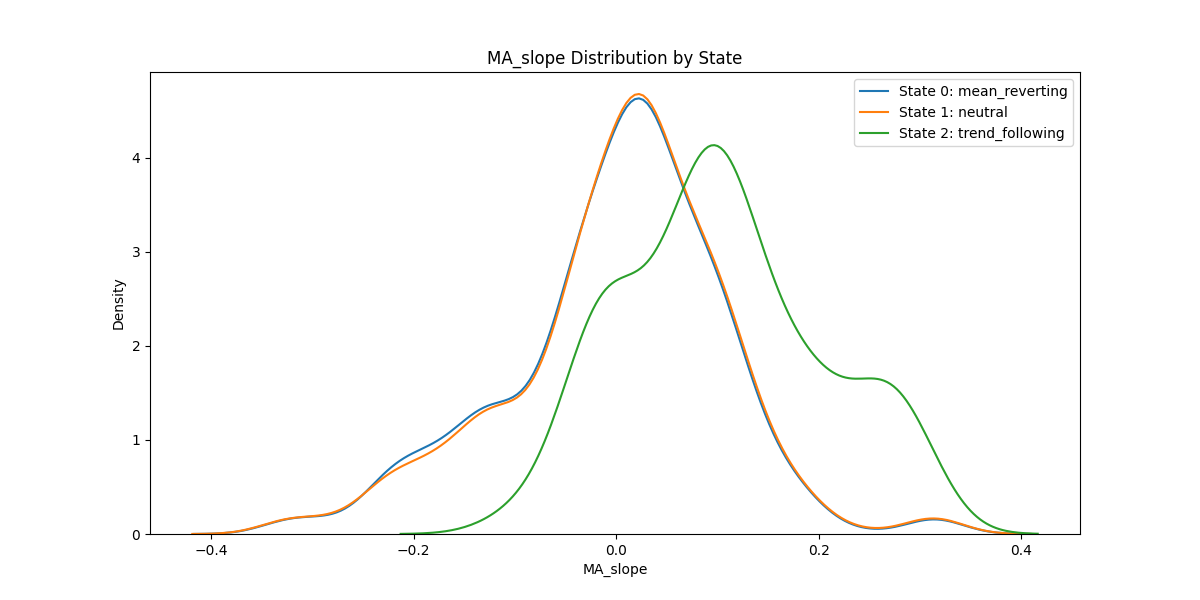 MA_slope Distribution by State
State 0: mean_reverting
State 1: neutral
State 2: trend_following
Density
4
3
2
1
0
−0.4
−0.2
0.0
0.2
0.4
MA_slope